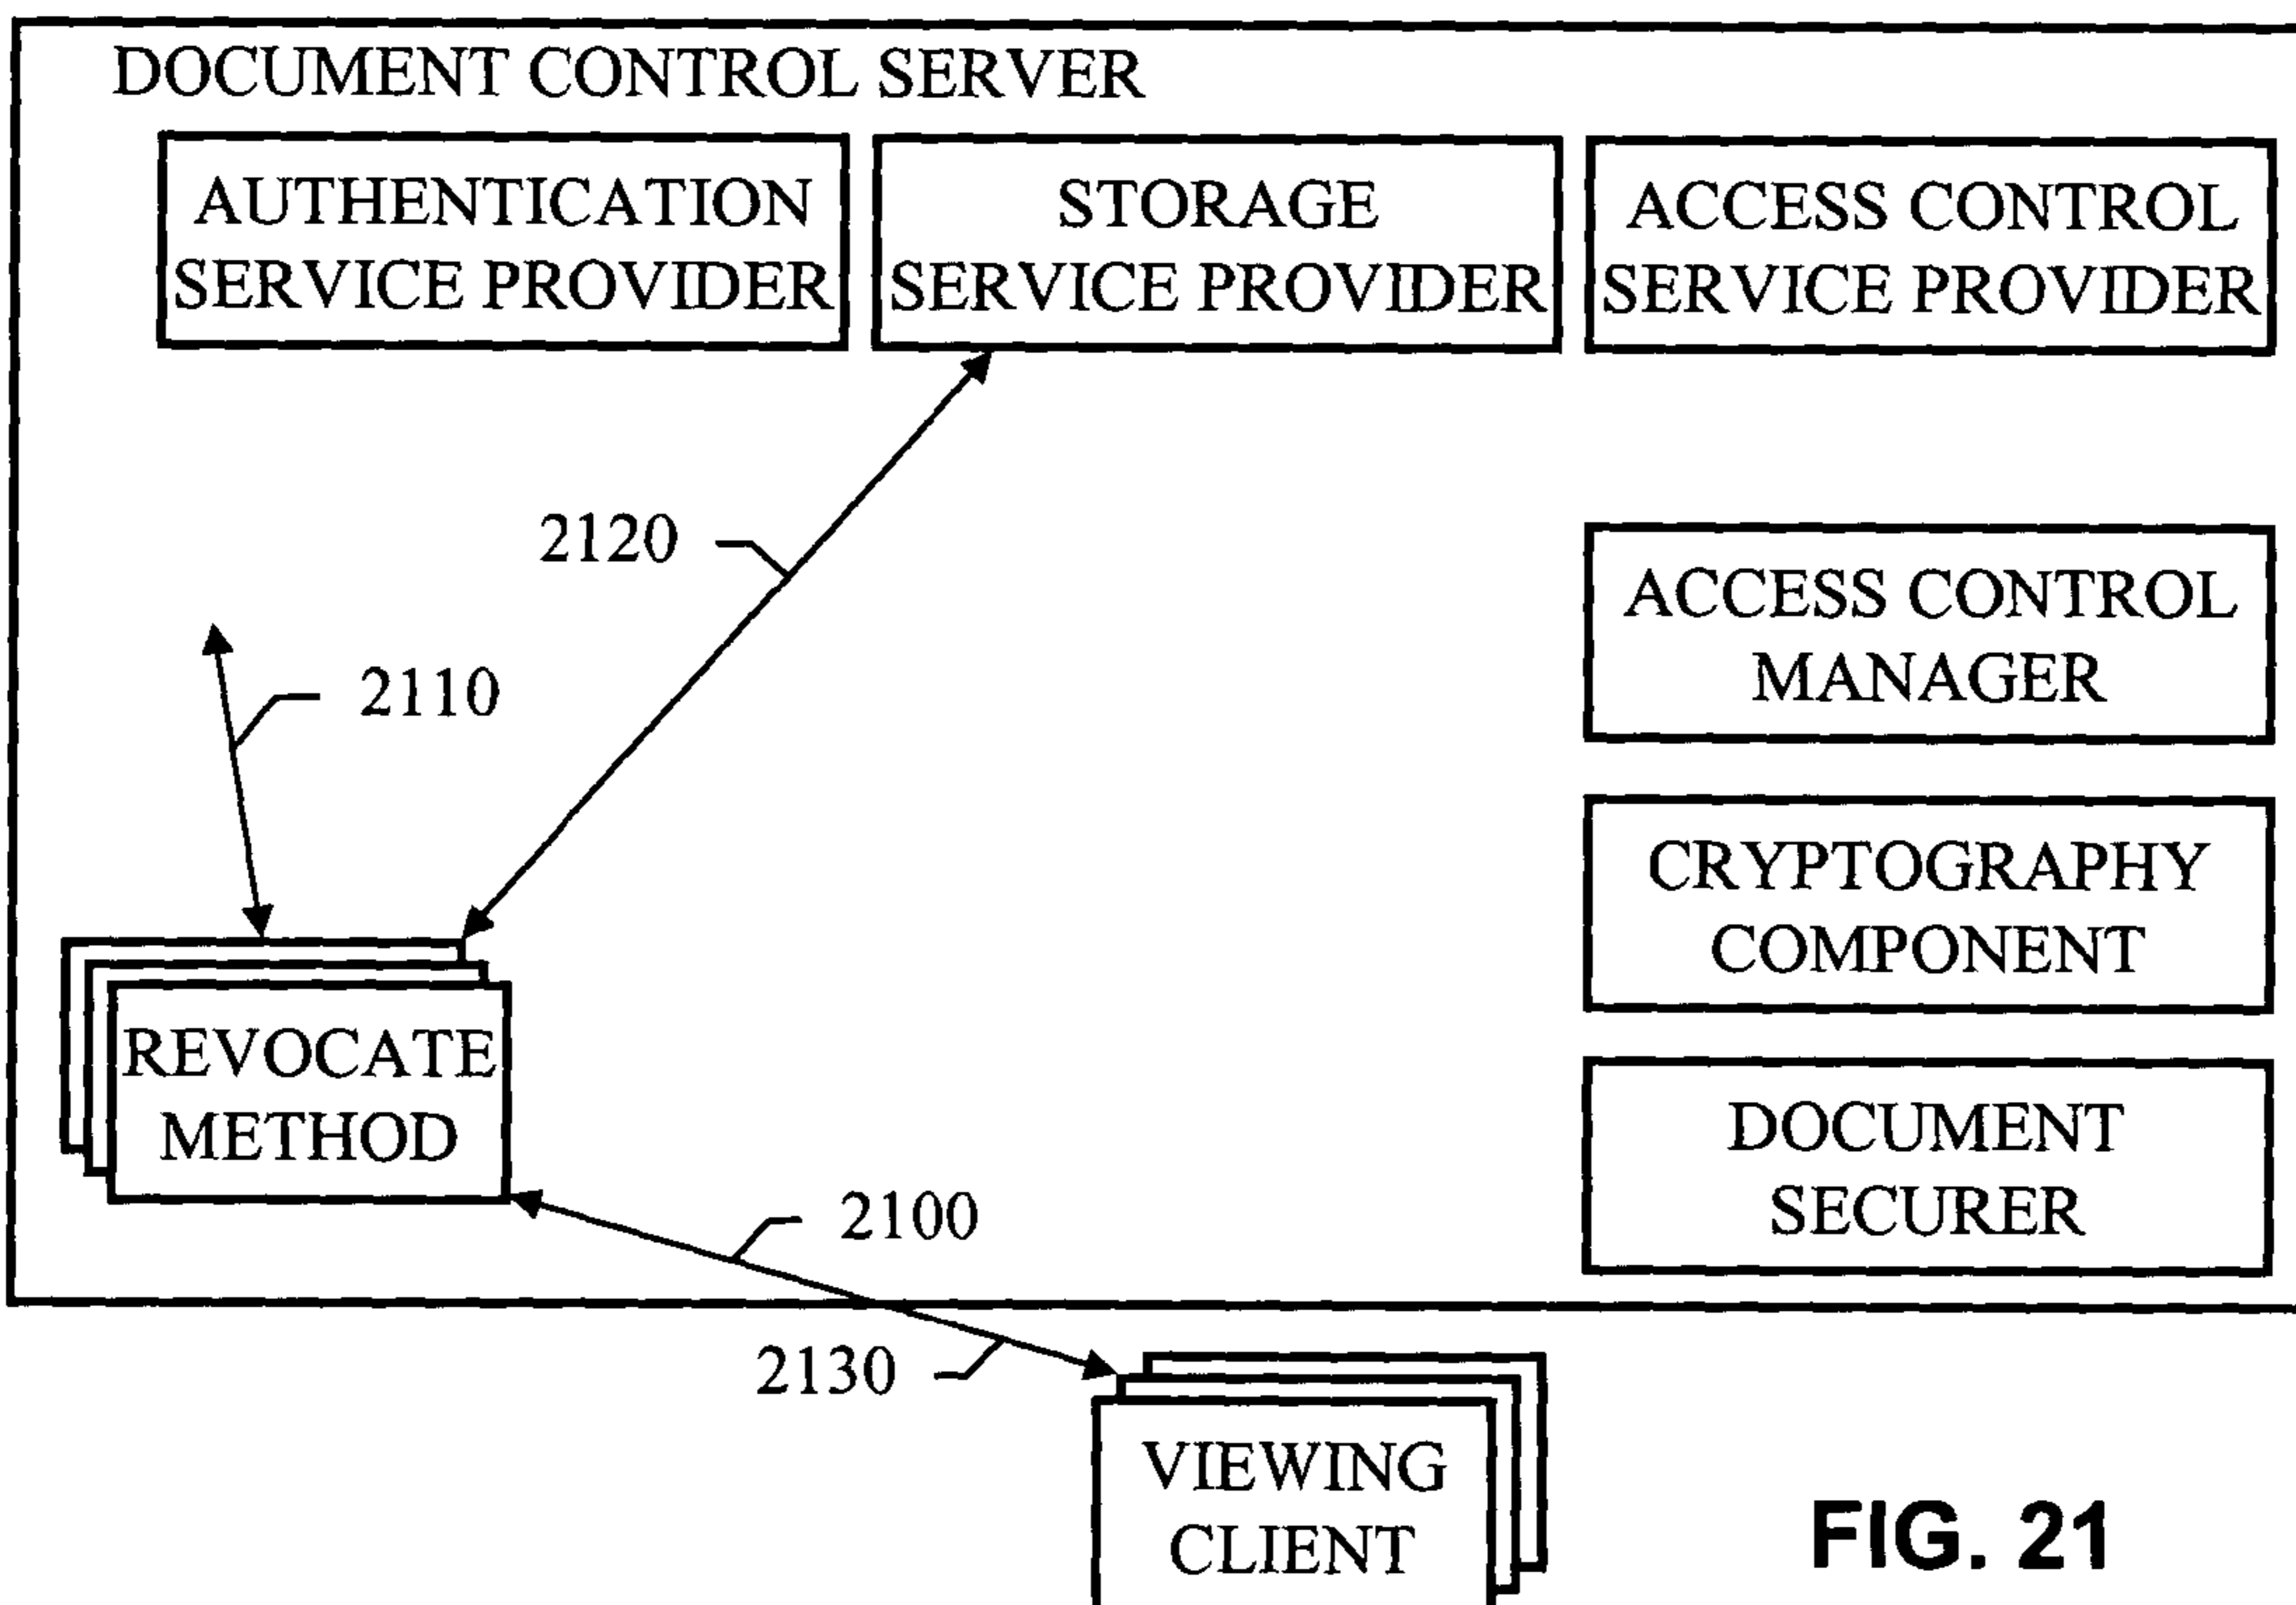 DOCUMENT CONTROL SERVER
AUTHENTICATION
SERVICE PROVIDER
STORAGE
SERVICE PROVIDER
ACCESS CONTROL
SERVICE PROVIDER
2120
ACCESS CONTROL
MANAGER
2110
CRYPTOGRAPHY
COMPONENT
REVOCATE
METHOD
DOCUMENT
SECURER
2100
2130
VIEWING
CLIENT
FIG. 21